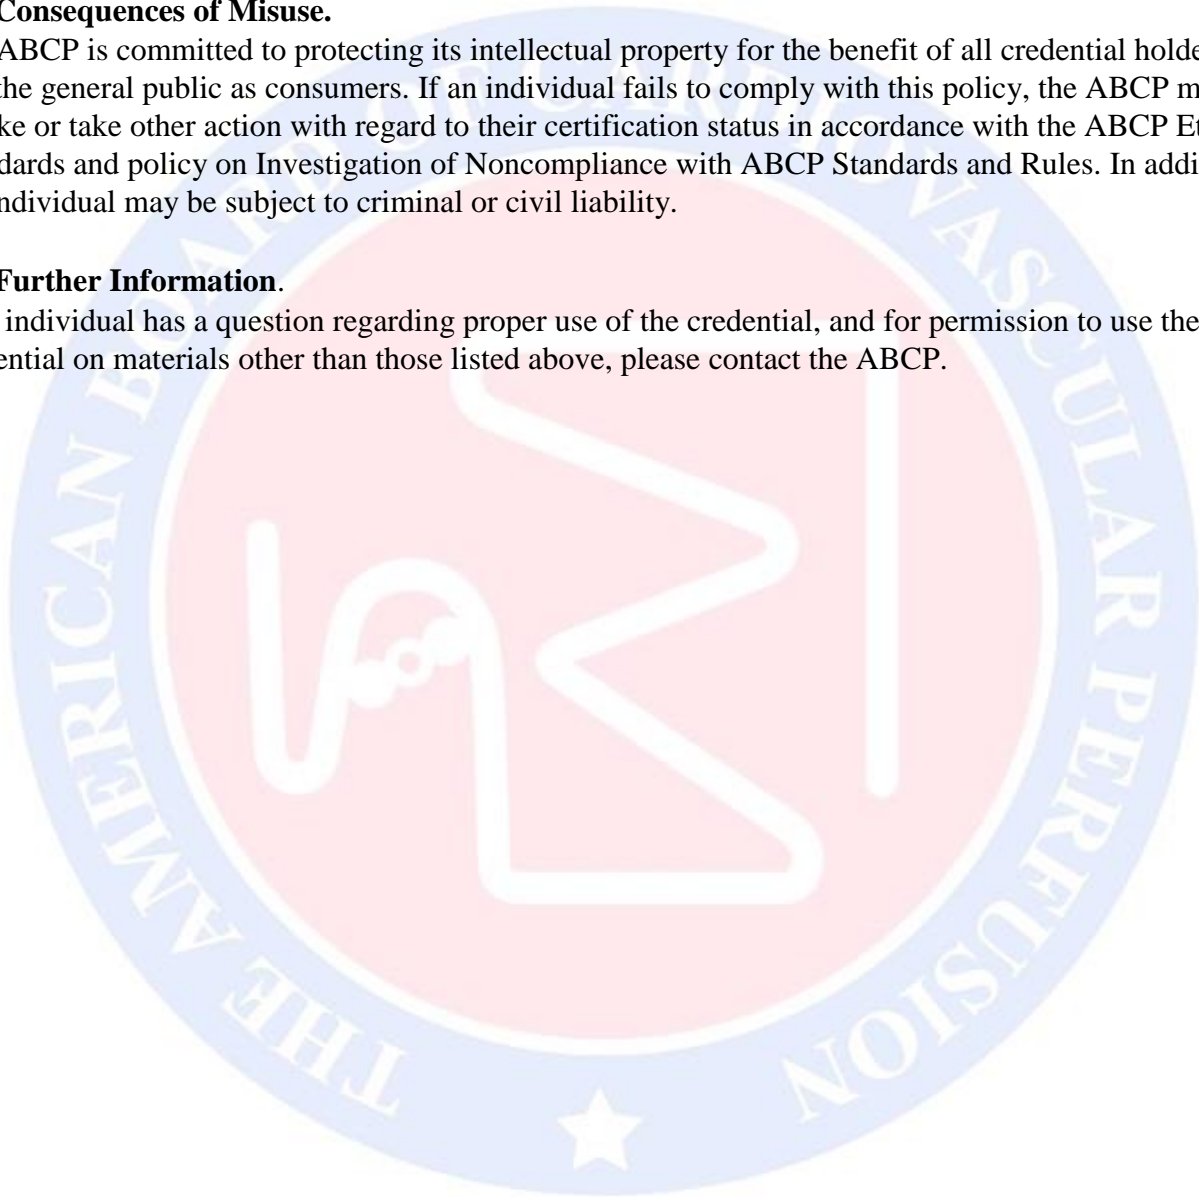 Consequences of Misuse.
ABCP is committed to protecting its intellectual property for the benefit of all credential holde
the general public as consumers. If an individual fails to comply with this policy, the ABCP m
ke or take other action with regard to their certification status in accordance with the ABCP Et
dards and policy on Investigation of Noncompliance with ABCP Standards and Rules. In addi
ndividual may be subject to criminal or civil liability.
Further Information.
individual has a question regarding proper use of the credential, and for permission to use the
ential on materials other than those listed above, please contact the ABCP.
THE AMERICAN BOARD OF CARDIOVASCULAR PERFUSION